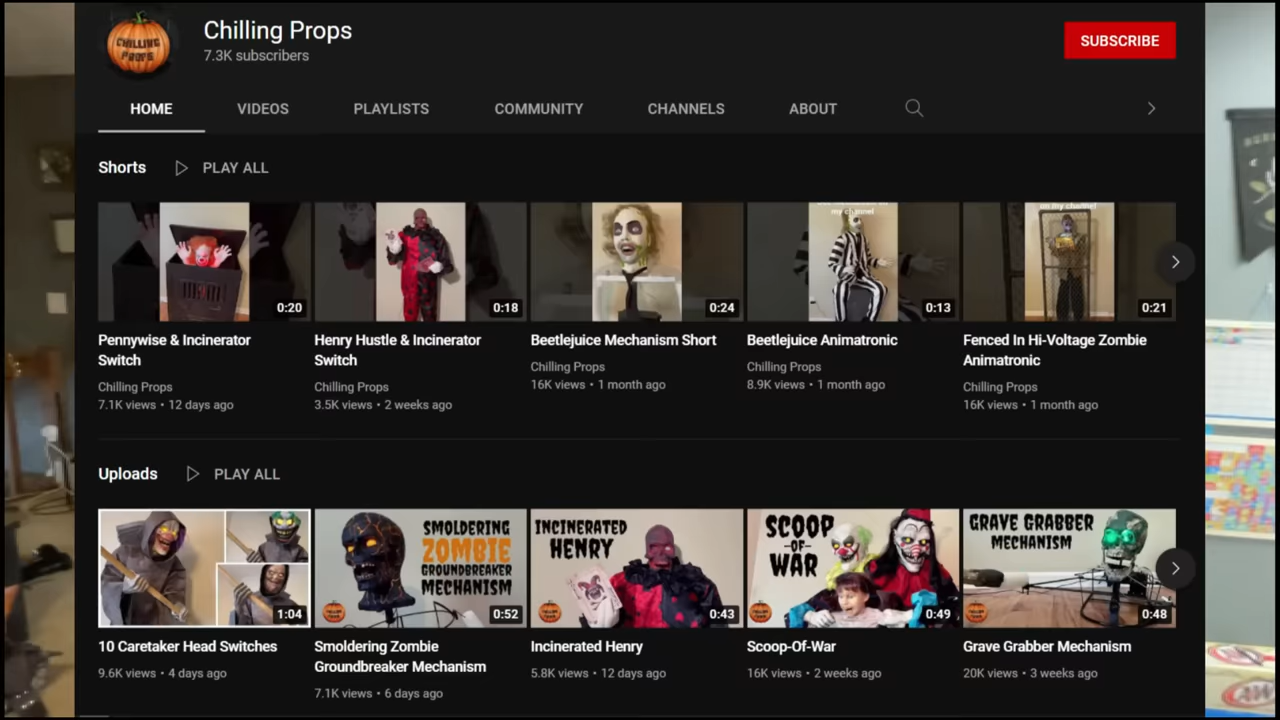 CHILLING
PROPS
Chilling Props
7.3K subscribers
SUBSCRIBE
HOME
VIDEOS
PLAYLISTS
COMMUNITY
CHANNELS
ABOUT
Shorts
PLAY ALL
0:20
0:18
0:24
my channel
0:13
on my channel
0:21
Pennywise & Incinerator
Switch
Chilling Props
7.1K views • 12 days ago
Henry Hustle & Incinerator
Switch
Chilling Props
3.5K views • 2 weeks ago
Beetlejuice Mechanism Short
Chilling Props
16K views • 1 month ago
Beetlejuice Animatronic
Chilling Props
8.9K views • 1 month ago
Fenced In Hi-Voltage Zombie
Animatronic
Chilling Props
16K views • 1 month ago
Uploads
PLAY ALL
1:04
SMOLDERING
ZOMBIE
GROUNDBREAKER
MECHANISM
0:52
INCINERATED
HENRY
0:43
SCOOP
-OF-
WAR
0:49
GRAVE GRABBER
MECHANISM
0:48
10 Caretaker Head Switches
9.6K views • 4 days ago
Smoldering Zombie
Groundbreaker Mechanism
7.1K views • 6 days ago
Incinerated Henry
5.8K views • 12 days ago
Scoop-Of-War
16K views • 2 weeks ago
Grave Grabber Mechanism
20K views • 3 weeks ago